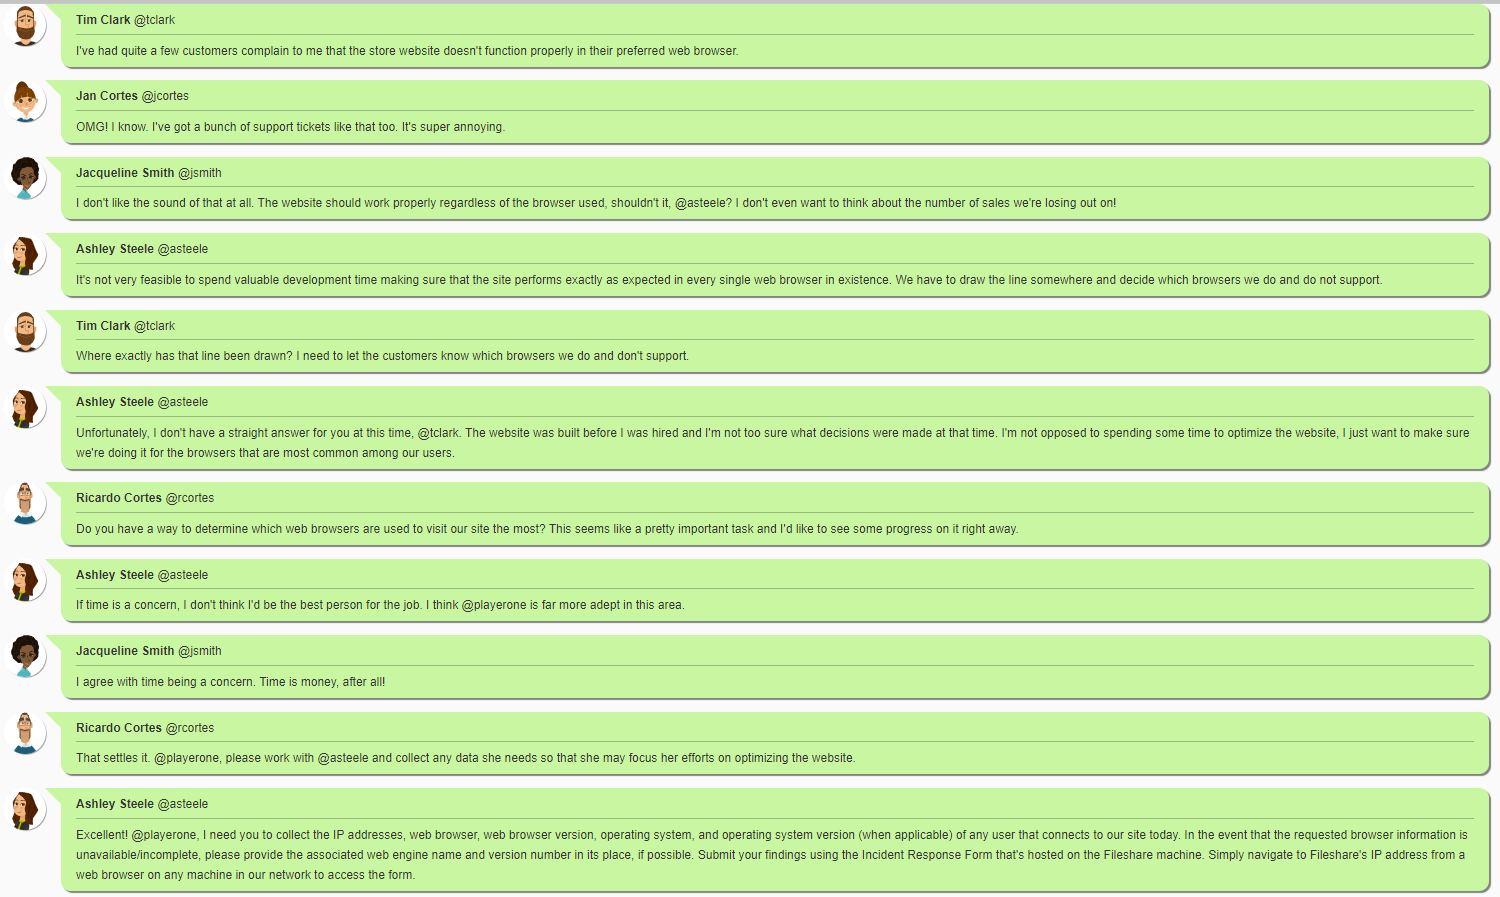 Tim Clark @tclark
I've had quite a few customers complain to me that the store website doesn't function properly in their preferred web browser.
Jan Cortes @jcortes
OMG! I know. I've got a bunch of support tickets like that too. It's super annoying.
Jacqueline Smith @jsmith
I don't like the sound of that at all. The website should work properly regardless of the browser used, shouldn't it, @asteele? I don't even want to think about the number of sales we're losing out on!
Ashley Steele @asteele
It's not very feasible to spend valuable development time making sure that the site performs exactly as expected in every single web browser in existence. We have to draw the line somewhere and decide which browsers we do and do not support.
Tim Clark @tclark
Where exactly has that line been drawn? I need to let the customers know which browsers we do and don't support.
Ashley Steele @asteele
Unfortunately, I don't have a straight answer for you at this time, @tclark. The website was built before I was hired and I'm not too sure what decisions were made at that time. I'm not opposed to spending some time to optimize the website, I just want to make sure
we're doing it for the browsers that are most common among our users.
Ricardo Cortes @rcortes
Do you have a way to determine which web browsers are used to visit our site the most? This seems like a pretty important task and I'd like to see some progress on it right away.
Ashley Steele @asteele
If time is a concern, I don't think I'd be the best person for the job. I think @playerone is far more adept in this area.
Jacqueline Smith @jsmith
I agree with time being a concern. Time is money, after all!
Ricardo Cortes @rcortes
That settles it. @playerone, please work with @asteele and collect any data she needs so that she may focus her efforts on optimizing the website.
Ashley Steele @asteele
Excellent! @playerone, I need you to collect the IP addresses, web browser, web browser version, operating system, and operating system version (when applicable) of any user that connects to our site today. In the event that the requested browser information is
unavailable/incomplete, please provide the associated web engine name and version number in its place, if possible. Submit your findings using the Incident Response Form that's hosted on the Fileshare machine. Simply navigate to Fileshare's IP address from a
web browser on any machine in our network to access the form.